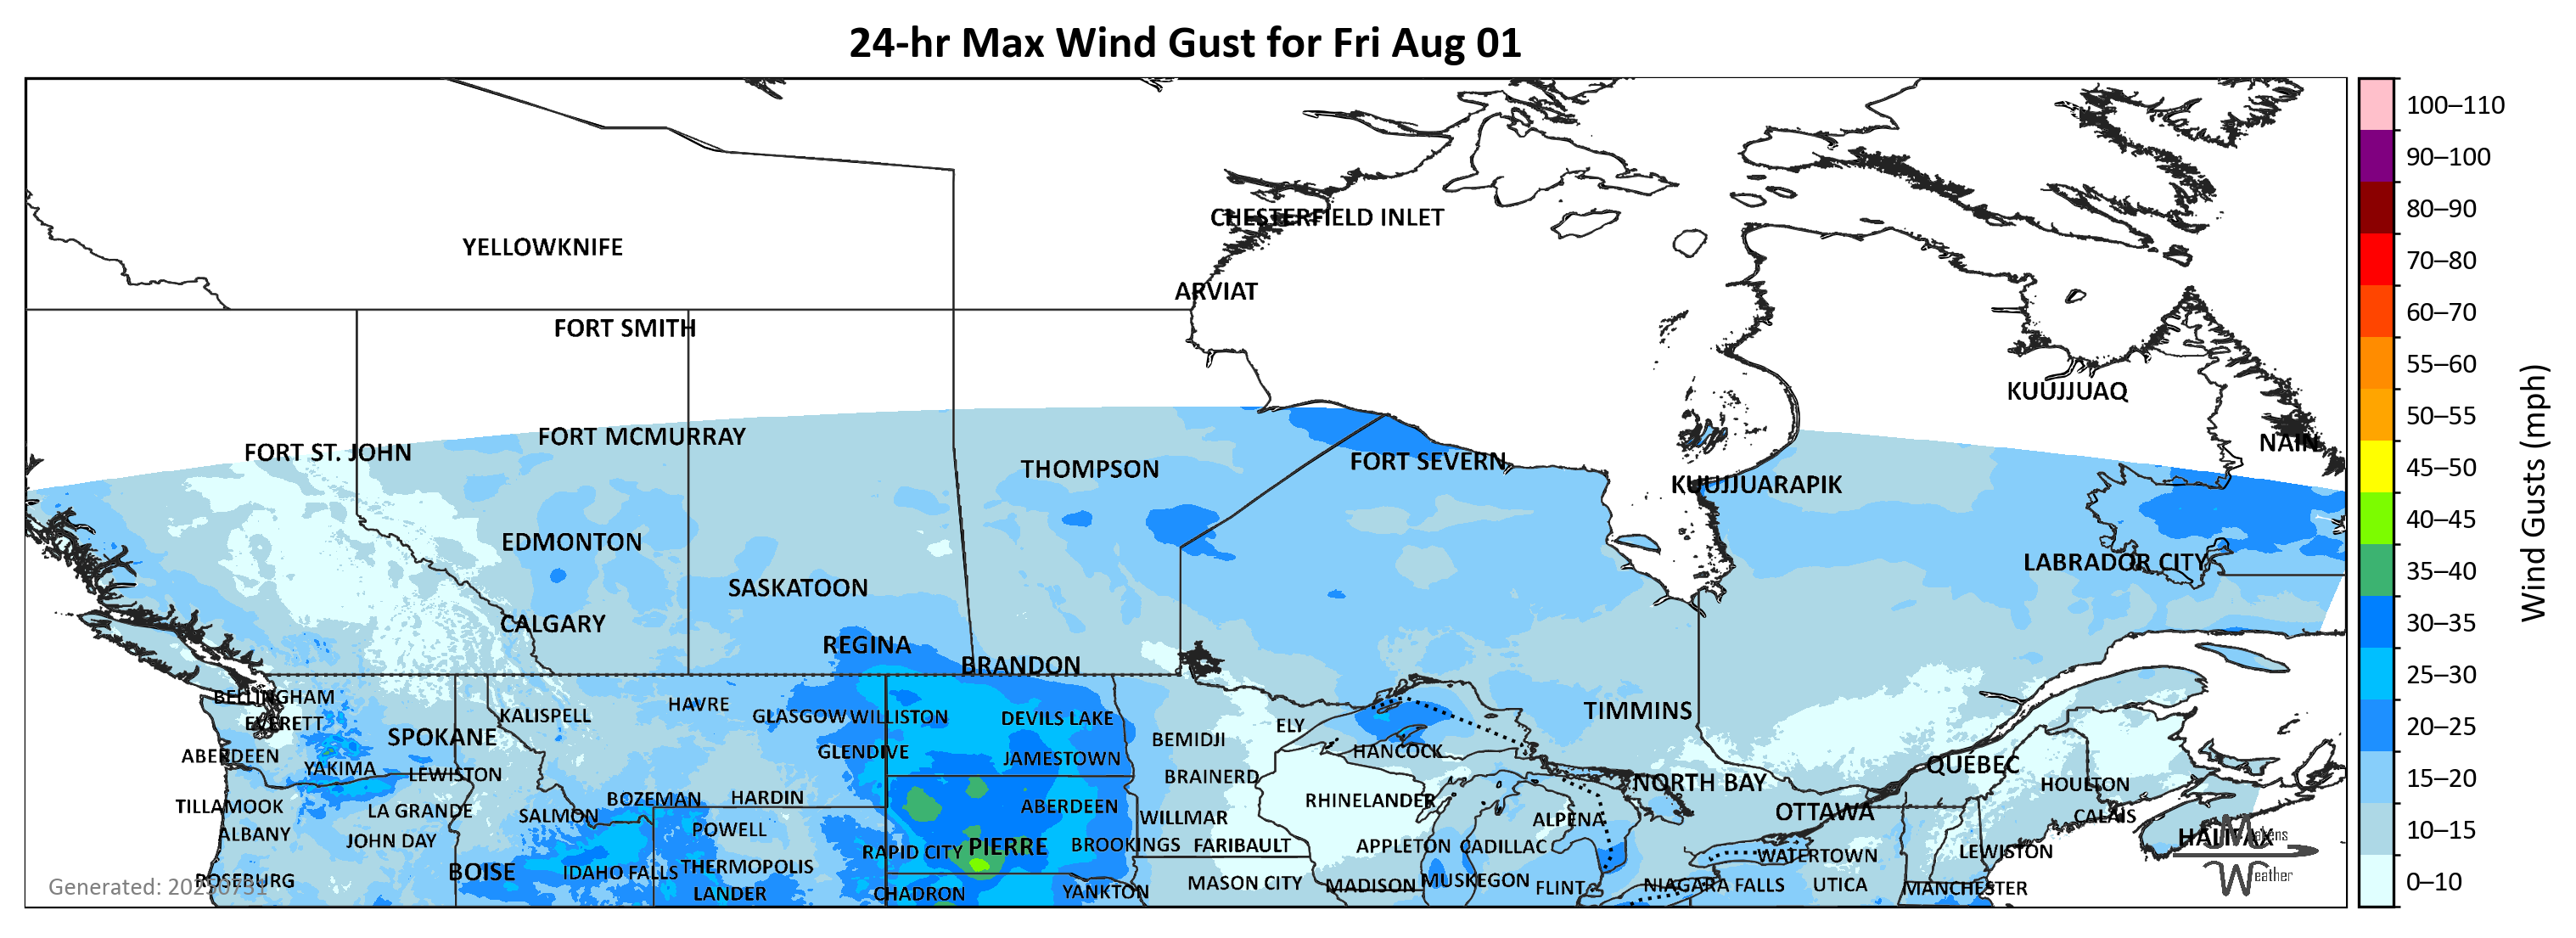 24-hr Max Wind Gust for Fri Aug 01
100–110
90–100
CHESTERFIELD INLET
80–90
YELLOWKNIFE
70–80
ARVIAT
60–70
FORT SMITH
55–60
KUUJJUAQ
50–55
FORT MCMURRAY
NAIN
FORT ST. JOHN
FORT SEVERN
THOMPSON
45–50
KUUJJUARAPIK
40–45
EDMONTON
LABRADOR CITY
35–40
SASKATOON
CALGARY
30–35
REGINA
BRANDON
25–30
Wind Gusts (mph)
BELLINGHAM
HAVRE
TIMMINS
KALISPELL
GLASGOW
WILLISTON
DEVILS LAKE
EVERETT
ELY
20–25
SPOKANE
BEMIDJI
HANCOCK
GLENDIVE
ABERDEEN
JAMESTOWN
QUEBEC
YAKIMA
LEWISTON
BRAINERD
15–20
NORTH BAY
HOULTON
BOZEMAN
HARDIN
RHINELANDER
TILLAMOOK
ABERDEEN
LA GRANDE
OTTAWA
SALMON
CALAIS
WILLMAR
ALPENA
POWELL
10–15
ALBANY
HALIFAX
Makens
JOHN DAY
BROOKINGS
FARIBAULT
APPLETON
CADILLAC
PIERRE
RAPID CITY
LEWISTON
WATERTOWN
THERMOPOLIS
BOISE
IDAHO FALLS
Weather
ROSEBURG
MUSKEGON
0–10
MASON CITY
MADISON
NIAGARA FALLS
UTICA
Generated: 20250731
FLINT
MANCHESTER
YANKTON
LANDER
CHADRON